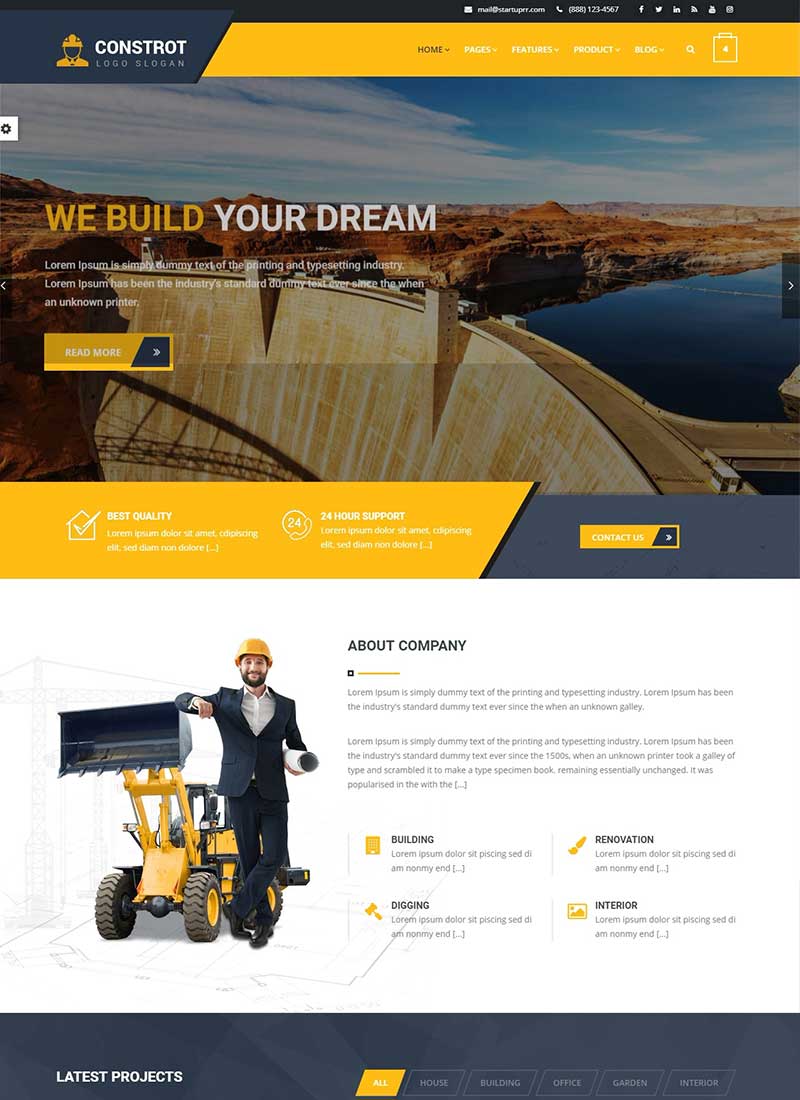 mail@startuprr.com (888) 123-4567
CONSTROT
LOGO SLOGAN
HOME PAGES FEATURES PRODUCT BLOG 4
WE BUILD YOUR DREAM
Lorem Ipsum is simply dummy text of the printing and typesetting industry.
Lorem Ipsum has been the industry's standard dummy text ever since the when
an unknown printer.
READ MORE
BEST QUALITY
Lorem ipsum dolor sit amet, cdipiscing
elit, sed diam non dolore [...]
24
24 HOUR SUPPORT
Lorem ipsum dolor sit amet, cdipiscing
elit, sed diam non dolore [...]
CONTACT US
ABOUT COMPANY
Lorem Ipsum is simply dummy text of the printing and typesetting industry. Lorem Ipsum has been
the industry's standard dummy text ever since the when an unknown galley.
Lorem Ipsum is simply dummy text of the printing and typesetting industry. Lorem Ipsum has been
the industry's standard dummy text ever since the 1500s, when an unknown printer took a galley of
type and scrambled it to make a type specimen book. remaining essentially unchanged. It was
popularised in the with the [...]
BUILDING
Lorem ipsum dolor sit piscing sed di
am nonmy end [...]
RENOVATION
Lorem ipsum dolor sit piscing sed di
am nonmy end [...]
DIGGING
Lorem ipsum dolor sit piscing sed di
am nonmy end [...]
INTERIOR
Lorem ipsum dolor sit piscing sed di
am nonmy end [...]
LATEST PROJECTS
ALL HOUSE BUILDING OFFICE GARDEN INTERIOR